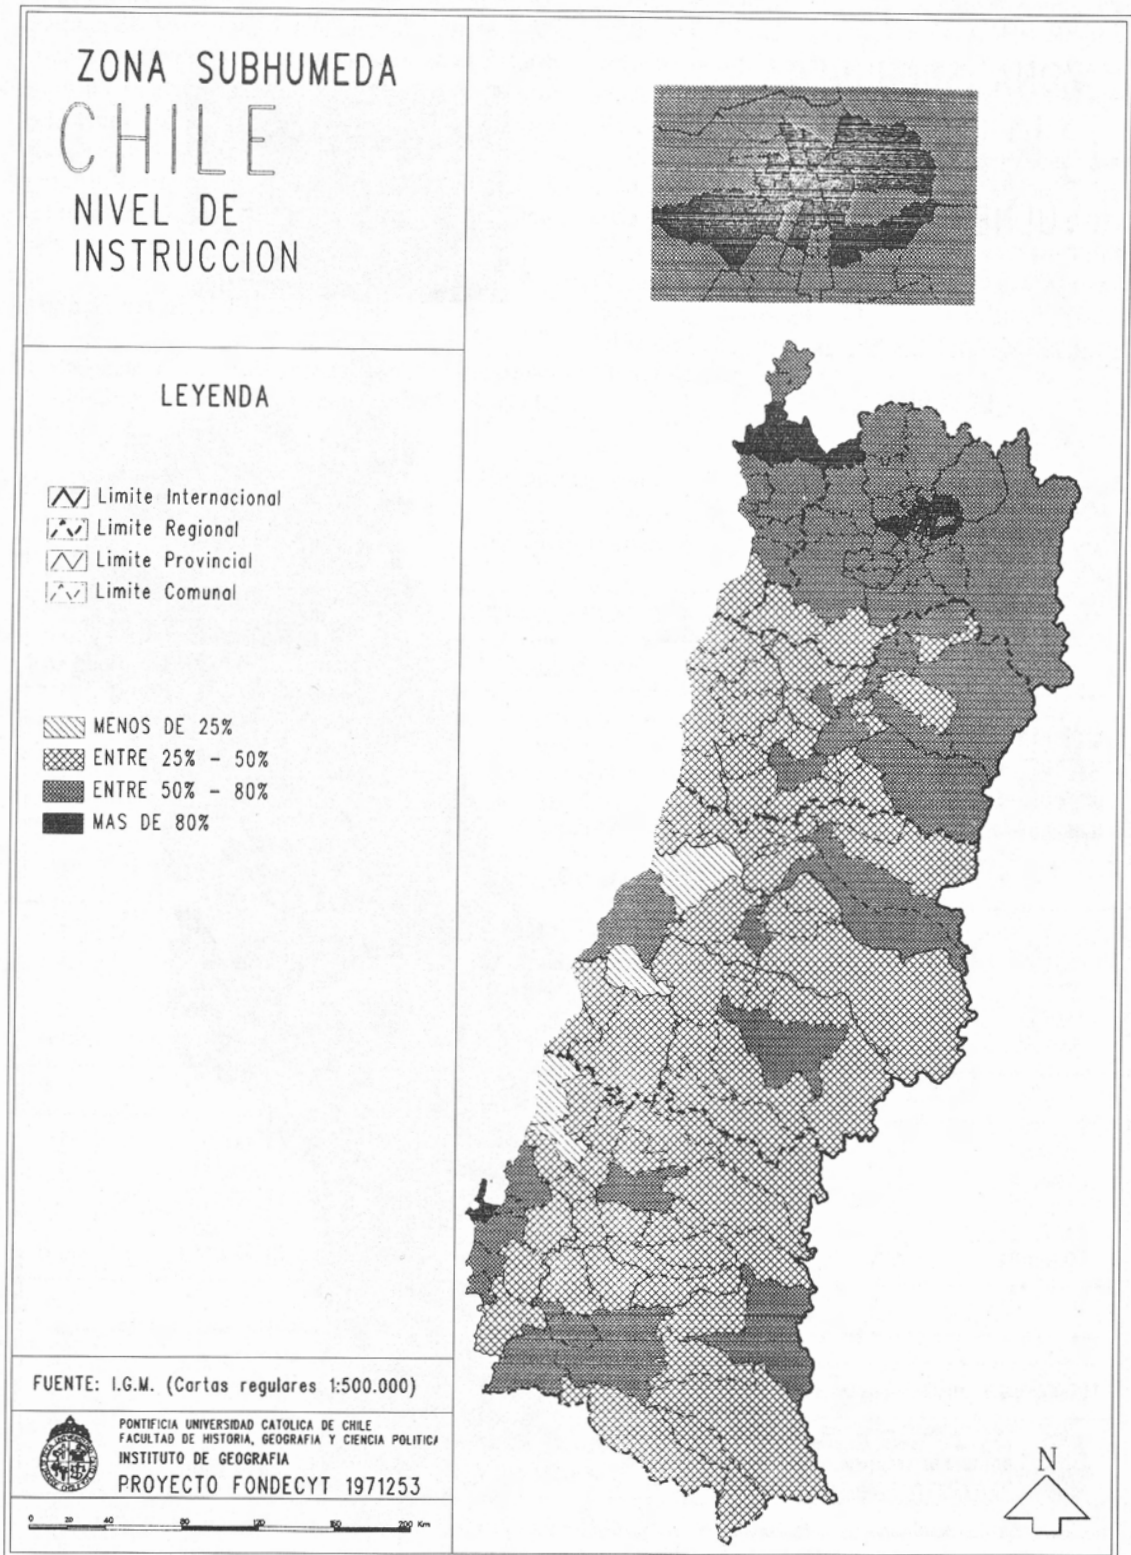 ZONA SUBHUMEDA
CHILE
NIVEL DE
INSTRUCCION
LEYENDA
Limite Internacional
Limite Regional
Limite Provincial
Limite Comunal
MENOS DE 25%
ENTRE 25% - 50%
ENTRE 50% - 80%
MAS DE 80%
FUENTE: I.G.M. (Cartas regulares 1:500.000)
PONTIFICIA UNIVERSIDAD CATOLICA DE CHILE
FACULTAD DE HISTORIA, GEOGRAFIA Y CIENCIA POLITICA
INSTITUTO DE GEOGRAFIA
PROYECTO FONDECYT 1971253
0 20 40 80 120 160 200 Km
N